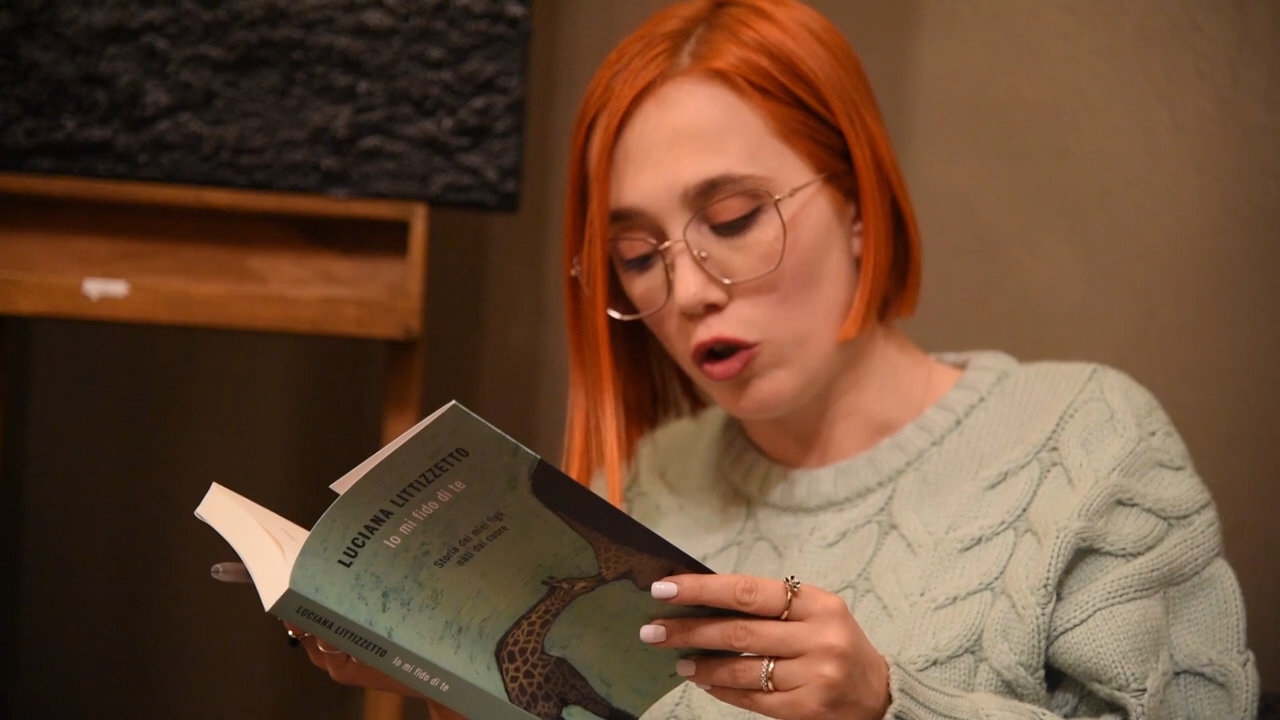 LUCIANA LITTIZZETTO
Io mi fido di te
Storia dei miei figli
nati dal cuore
LUCIANA LITTIZZETTO Io mi fido di te